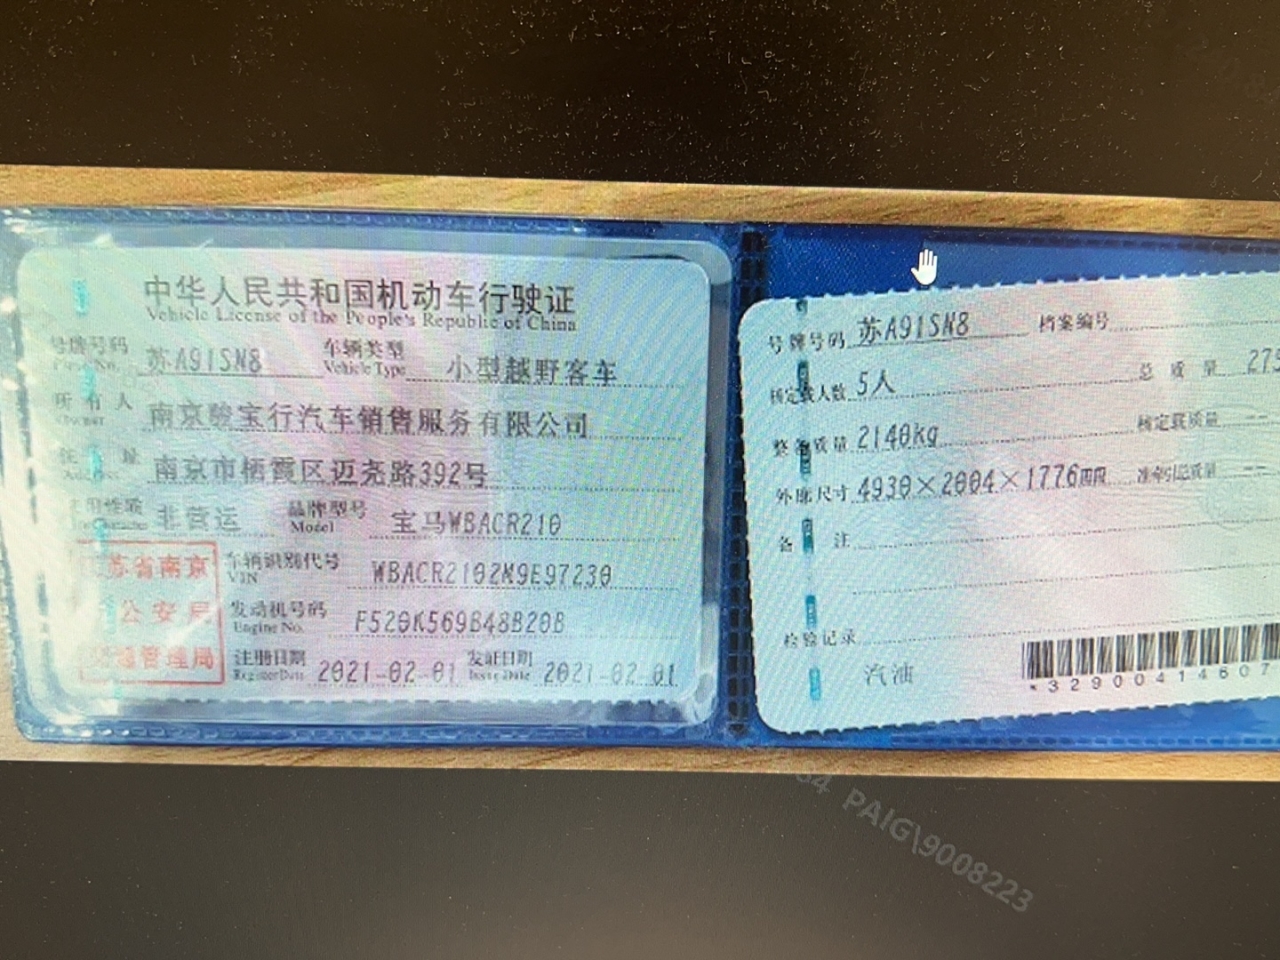 中华人民共和国机动车行驶证
Vehicle License of the People's Republic of China
号牌号码 苏A91SN8 车辆类型 小型越野客车
Plate No. Vehicle Type
所有人 南京骏宝行汽车销售服务有限公司
Owner
住址 南京市栖霞区迈尧路392号
使用性质 非营运 品牌型号 宝马WBACR210
Model
江苏省南京 车辆识别代号 WBACR2102M9E97230
VIN
公安局 发动机号码 F520K569B48B20B
Engine No.
交通管理局 注册日期 2021-02-01 发证日期 2021-02-01
Register Date Issue Date
号牌号码 苏A91SN8 档案编号
核定载人数 5人 总质量 275
整备质量 2140kg 核定载质量 --
外廓尺寸 4930×2004×1776mm 准牵引总质量 --
备注
检验记录
汽油
*32900414607
PAIG\9008223